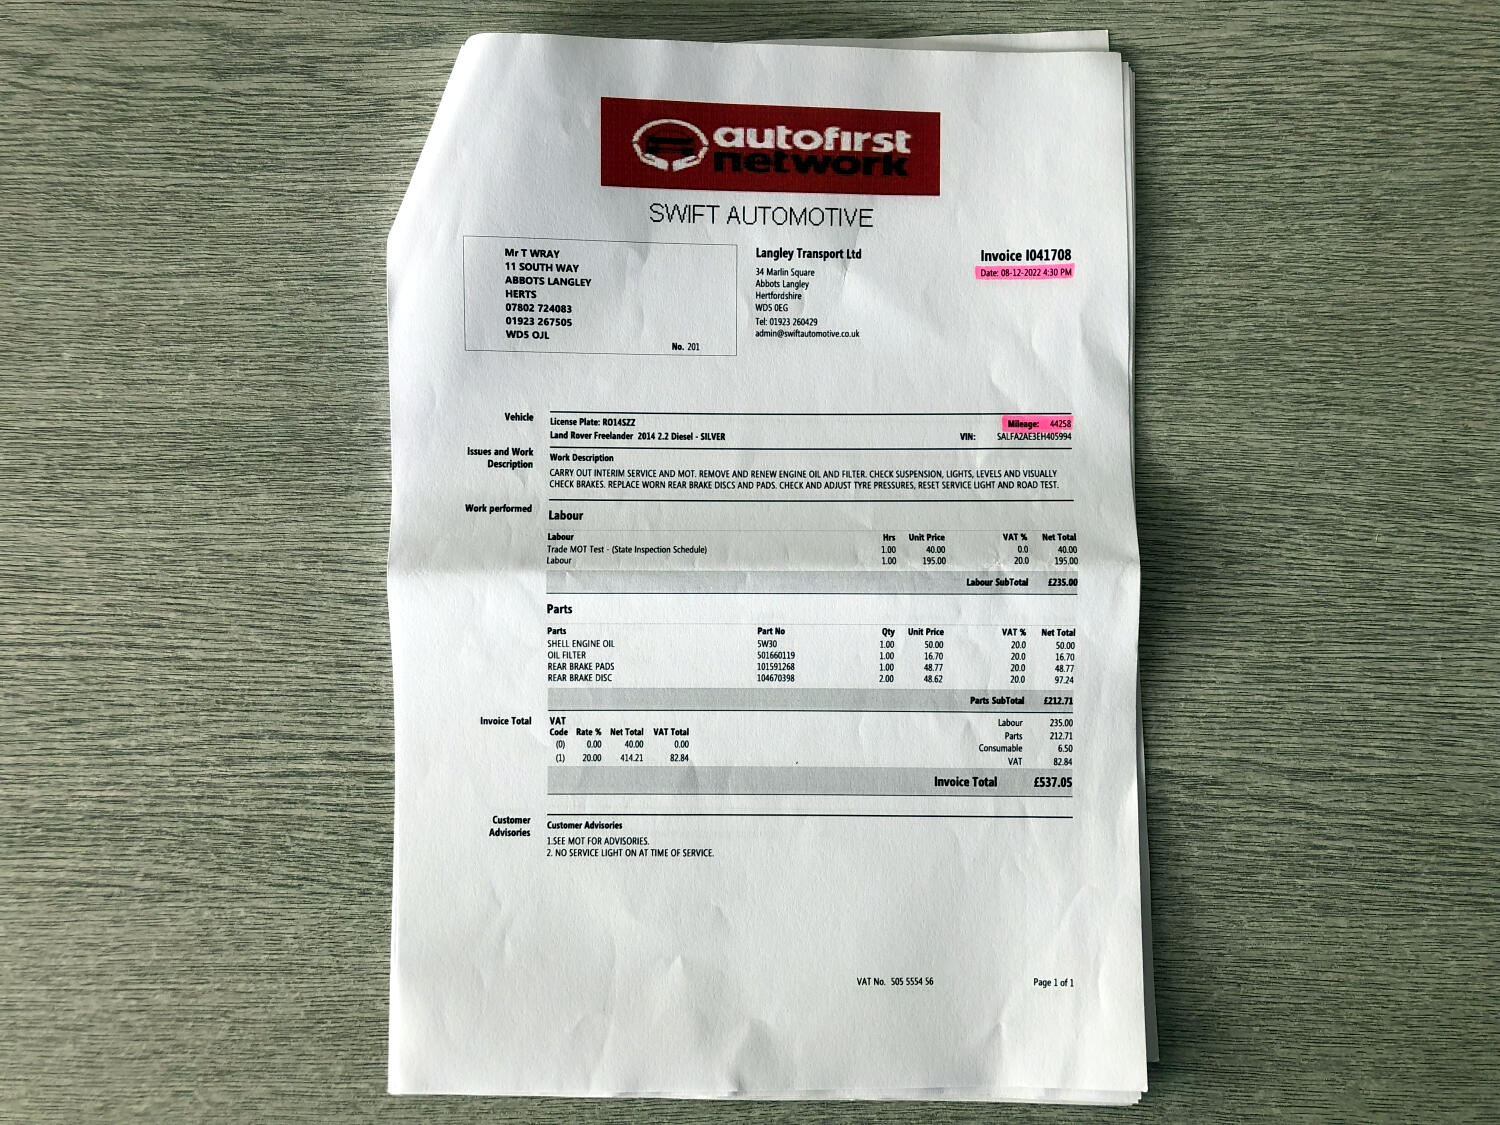 autofirst
network
SWIFT AUTOMOTIVE
Mr T WRAY
11 SOUTH WAY
ABBOTS LANGLEY
HERTS
07802 724083
01923 267505
WD5 OJL
No. 201
Langley Transport Ltd
34 Marlin Square
Abbots Langley
Hertfordshire
WD5 0EG
Tel: 01923 260429
admin@swiftautomotive.co.uk
Invoice I041708
Date: 08-12-2022 4:30 PM
Vehicle
License Plate: RO14SZZ
Mileage: 44258
Land Rover Freelander 2014 2.2 Diesel - SILVER
VIN: SALFA2AE3EH405994
Issues and Work
Description
Work Description
CARRY OUT INTERIM SERVICE AND MOT. REMOVE AND RENEW ENGINE OIL AND FILTER. CHECK SUSPENSION, LIGHTS, LEVELS AND VISUALLY
CHECK BRAKES. REPLACE WORN REAR BRAKE DISCS AND PADS. CHECK AND ADJUST TYRE PRESSURES, RESET SERVICE LIGHT AND ROAD TEST.
Work performed
Labour
Labour Hrs Unit Price VAT % Net Total
Trade MOT Test - (State Inspection Schedule) 1.00 40.00 0.0 40.00
Labour 1.00 195.00 20.0 195.00
Labour SubTotal £235.00
Parts
Parts Part No Qty Unit Price VAT % Net Total
SHELL ENGINE OIL 5W30 1.00 50.00 20.0 50.00
OIL FILTER 501660119 1.00 16.70 20.0 16.70
REAR BRAKE PADS 101591268 1.00 48.77 20.0 48.77
REAR BRAKE DISC 104670398 2.00 48.62 20.0 97.24
Parts SubTotal £212.71
Invoice Total
VAT
Code Rate % Net Total VAT Total
(0) 0.00 40.00 0.00
(1) 20.00 414.21 82.84
Labour 235.00
Parts 212.71
Consumable 6.50
VAT 82.84
Invoice Total £537.05
Customer
Advisories
Customer Advisories
1.SEE MOT FOR ADVISORIES.
2. NO SERVICE LIGHT ON AT TIME OF SERVICE.
VAT No. 505 5554 56
Page 1 of 1